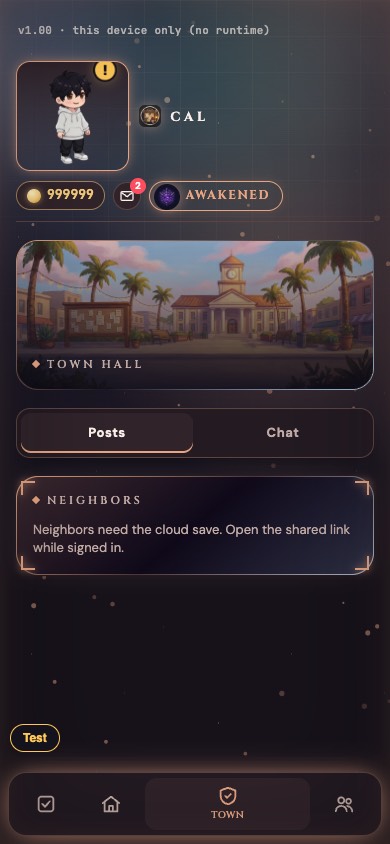 v1.00 · this device only (no runtime)
!
CAL
999999
2
AWAKENED
◆ TOWN HALL
Posts
Chat
◆ NEIGHBORS
Neighbors need the cloud save. Open the shared link
while signed in.
Test
TOWN